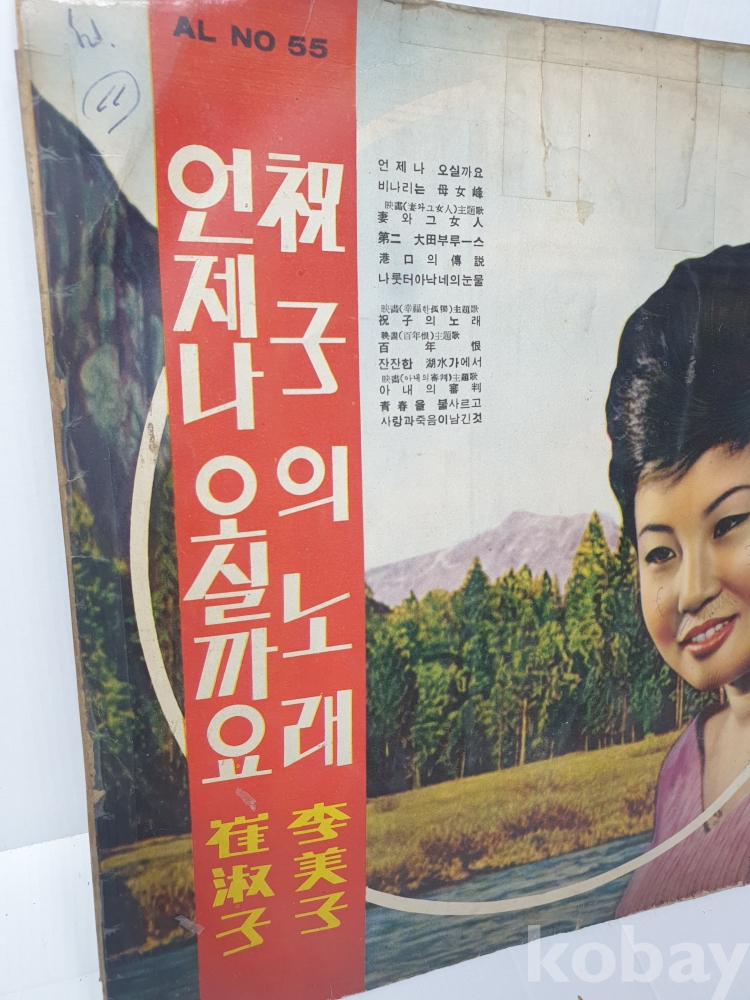 AL NO 55
11
祝子의 노래
언제나 오실까요
李美子
崔淑子
언제나 오실까요
비나리는 母女峰
映畵(妻와그女人)主題歌
妻와그女人
第二 大田부루ー스
港口의傳說
나룻터아낙네의눈물
映畵(幸福한孤獨)主題歌
祝子의노래
映畵(百年恨)主題歌
百年恨
잔잔한 湖水가에서
映畵(아내의審判)主題歌
아내의審判
靑春을 불사르고
사랑과죽음이남긴것
kobay